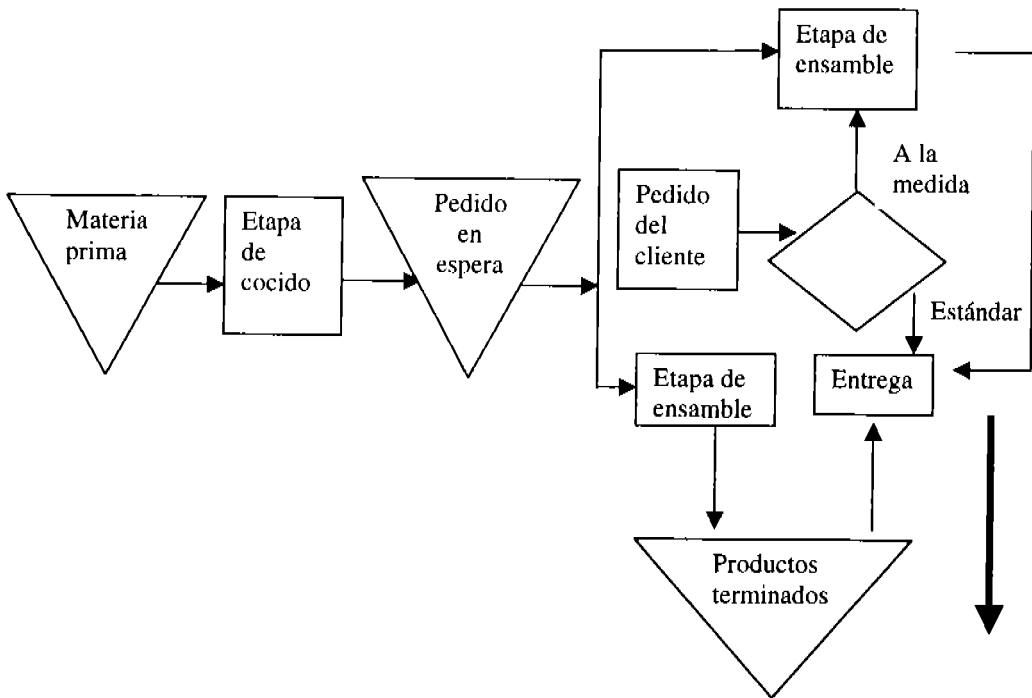 Materia
prima
Etapa
de
cocido
Pedido
en
espera
Etapa de
ensamble
A la
medida
Pedido
del
cliente
Estándar
Etapa de
ensamble
Entrega
Productos
terminados